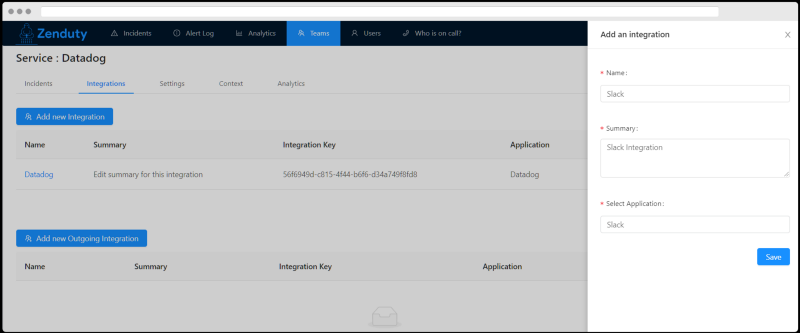 Zenduty Incidents Alert Log Analytics Teams Users Who is on call?
Service : Datadog
Incidents Integrations Settings Context Analytics
Add new Integration
Name Summary Integration Key Application
Datadog Edit summary for this integration 56f6949d-c815-4f44-b6f6-d34a749f8fd8 Datadog
Add new Outgoing Integration
Name Summary Integration Key Application
Add an integration
* Name :
Slack
* Summary :
Slack Integration
* Select Application :
Slack
Save